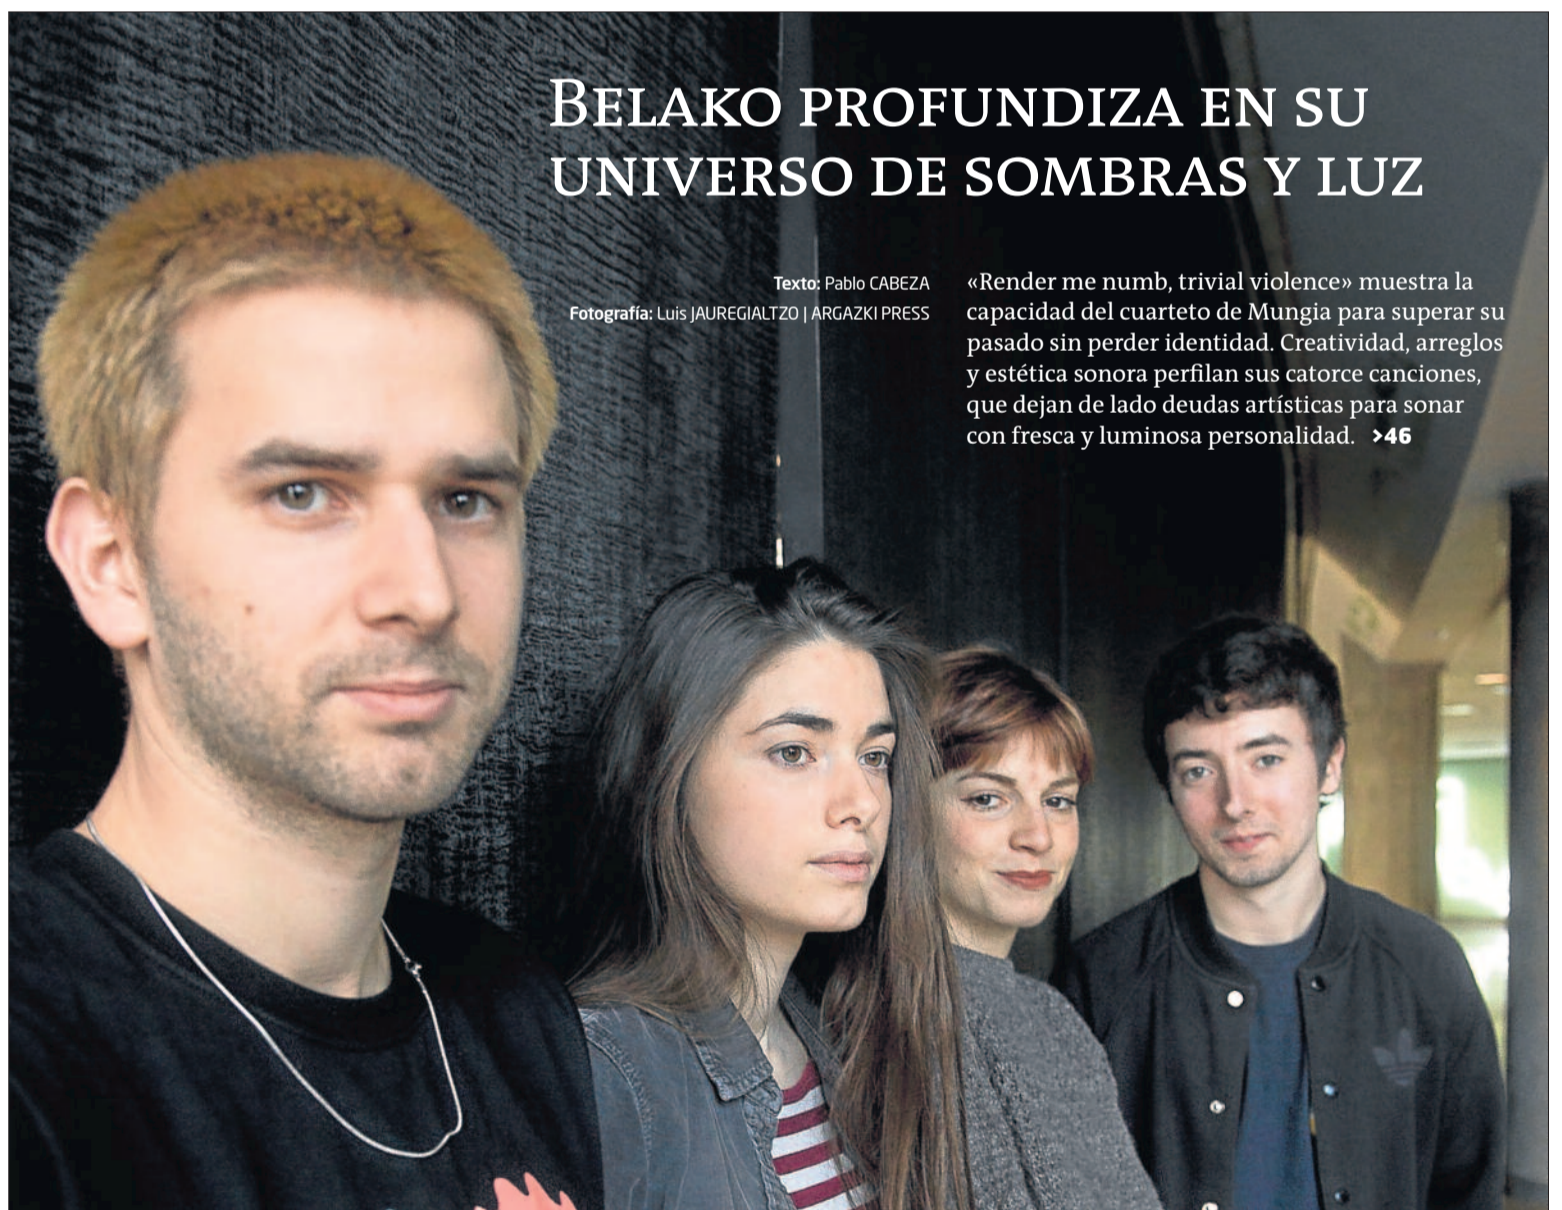 BELAKO PROFUNDIZA EN SU
UNIVERSO DE SOMBRAS Y LUZ
Texto: Pablo CABEZA
Fotografía: Luis JAUREGIALTZO | ARGAZKI PRESS
«Render me numb, trivial violence» muestra la
capacidad del cuarteto de Mungia para superar su
pasado sin perder identidad. Creatividad, arreglos
y estética sonora perfilan sus catorce canciones,
que dejan de lado deudas artísticas para sonar
con fresca y luminosa personalidad. >46